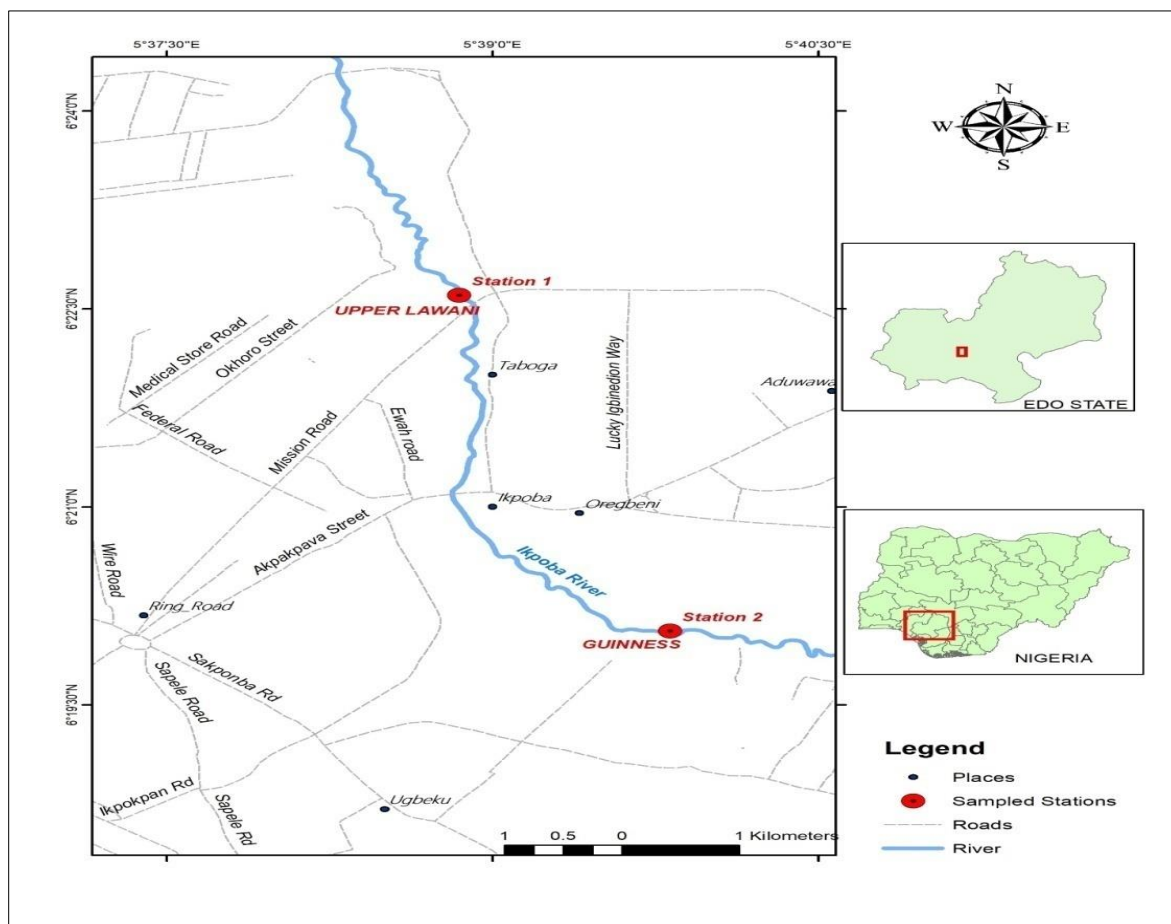 5°37'30"E
5°39'0"E
5°40'30"E
6°24'0"N
6°22'30"N
6°21'0"N
6°19'30"N
N
W
E
S
Station 1
UPPER LAWANI
Medical Store Road
Okhoro Street
Taboga
Aduwawa
Federal Road
Mission Road
Ewah road
Lucky Igbinedion Way
EDO STATE
Ikpoba
Oregbeni
Akpakpava Street
Wire Road
Ikpoba River
Ring_Road
Station 2
GUINNESS
Sakponba Rd
Sapele Road
NIGERIA
Ikpokpan Rd
Sapele Rd
Ugbeku
1 0.5 0 1 Kilometers
Legend
Places
Sampled Stations
Roads
River